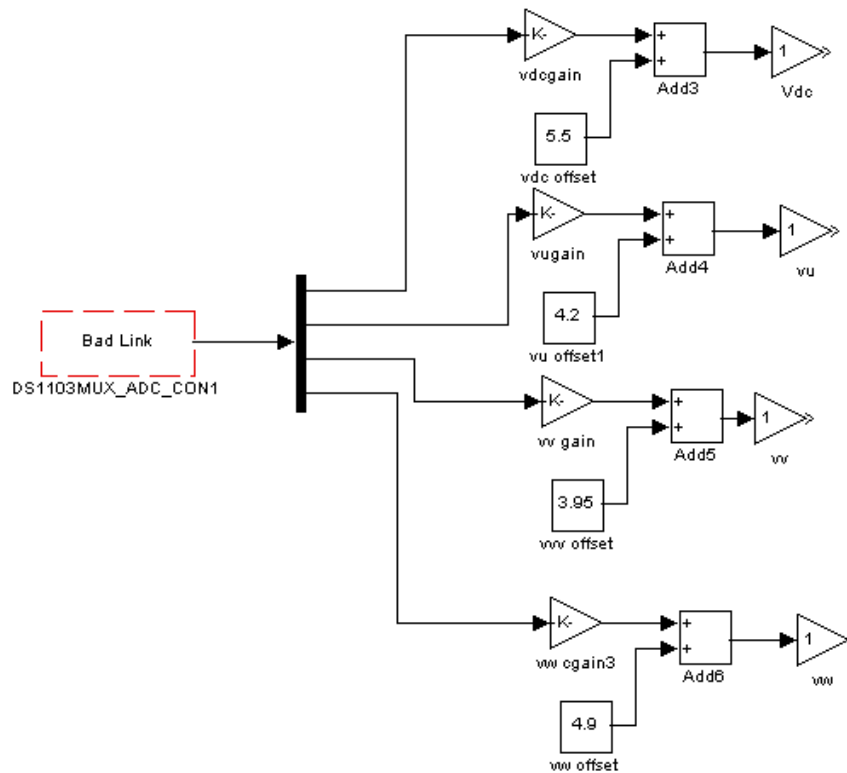 K-
vdcgain
+
+
Add3
1
Vdc
5.5
vdc offset
K-
vugain
+
+
Add4
1
vu
4.2
vu offset1
Bad Link
DS1103MUX_ADC_CON1
K-
vv gain
+
+
Add5
1
vv
3.95
vvv offset
K-
vw cgain3
+
+
Add6
1
vw
4.9
vw offset